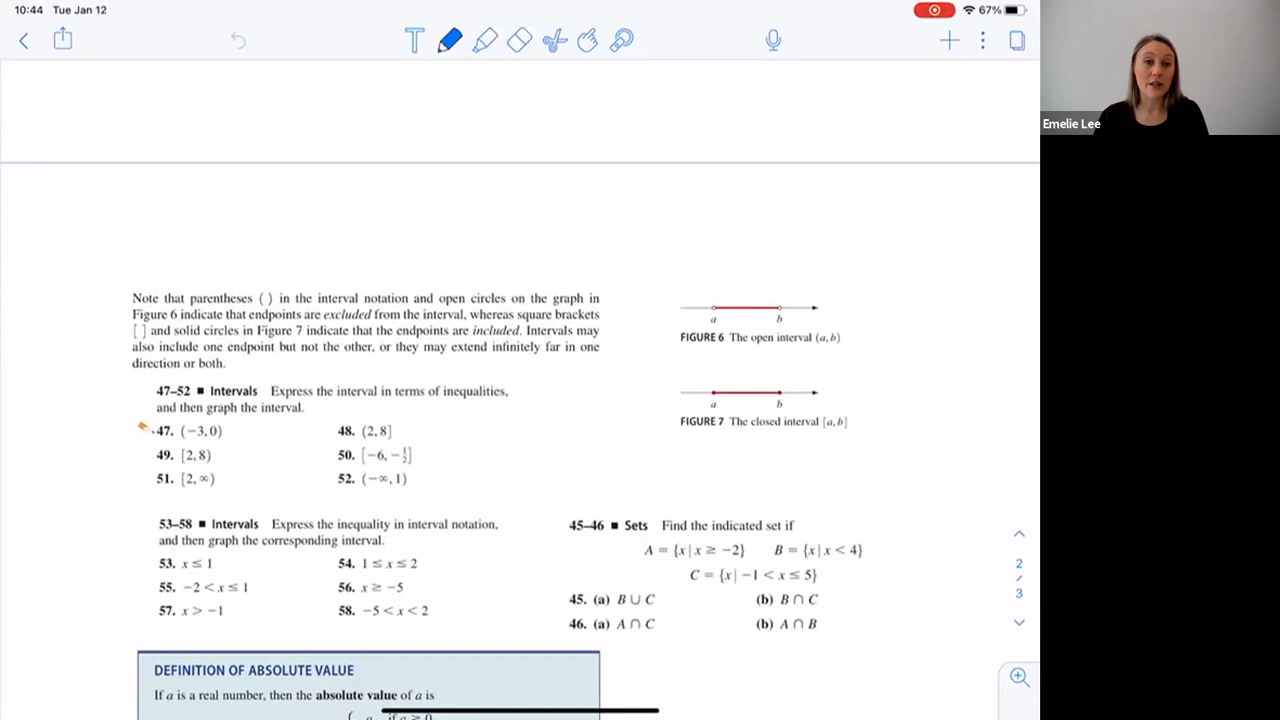 10:44 Tue Jan 12
67%
Emelie Lee
Note that parentheses ( ) in the interval notation and open circles on the graph in
Figure 6 indicate that endpoints are excluded from the interval, whereas square brackets
[ ] and solid circles in Figure 7 indicate that the endpoints are included. Intervals may
also include one endpoint but not the other, or they may extend infinitely far in one
direction or both.
a b
FIGURE 6 The open interval (a, b)
a b
FIGURE 7 The closed interval [a, b]
47–52 ■ Intervals Express the interval in terms of inequalities,
and then graph the interval.
47. (−3, 0) 48. (2, 8]
49. [2, 8) 50. [−6, −1/2]
51. [2, ∞) 52. (−∞, 1)
53–58 ■ Intervals Express the inequality in interval notation,
and then graph the corresponding interval.
53. x ≤ 1 54. 1 ≤ x ≤ 2
55. −2 < x ≤ 1 56. x ≥ −5
57. x > −1 58. −5 < x < 2
45–46 ■ Sets Find the indicated set if
A = {x | x ≥ −2} B = {x | x < 4}
C = {x | −1 < x ≤ 5}
45. (a) B ∪ C (b) B ∩ C
46. (a) A ∩ C (b) A ∩ B
2
/
3
DEFINITION OF ABSOLUTE VALUE
If a is a real number, then the absolute value of a is
a if a ≥ 0